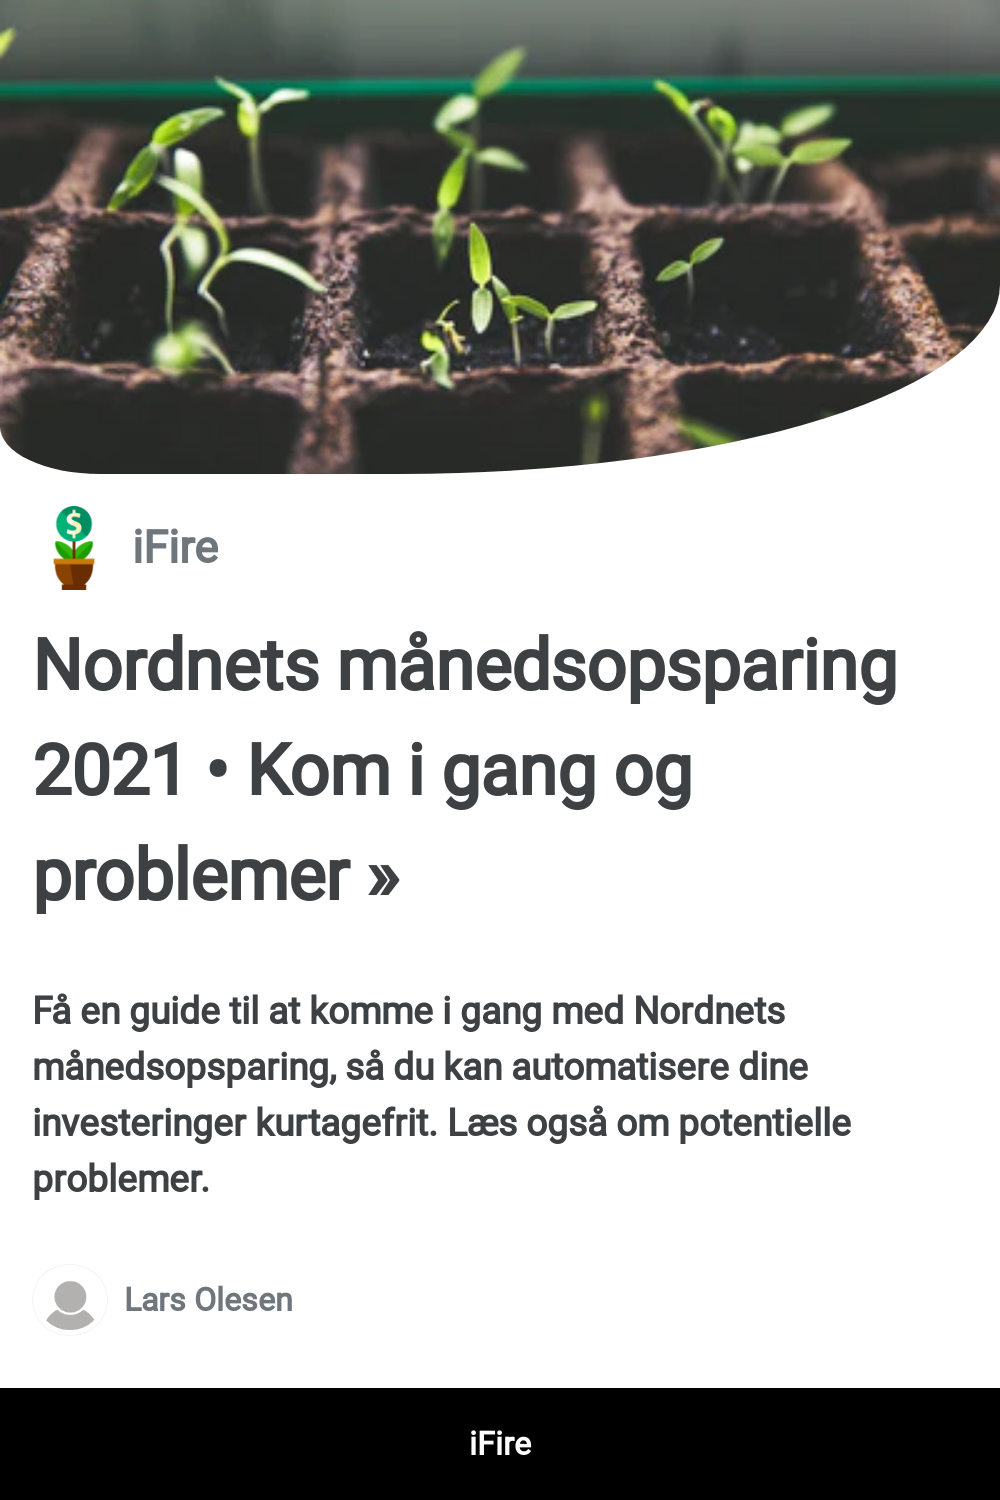 $
iFire
Nordnets månedsopsparing
2021 • Kom i gang og
problemer »
Få en guide til at komme i gang med Nordnets
månedsopsparing, så du kan automatisere dine
investeringer kurtagefrit. Læs også om potentielle
problemer.
Lars Olesen
iFire